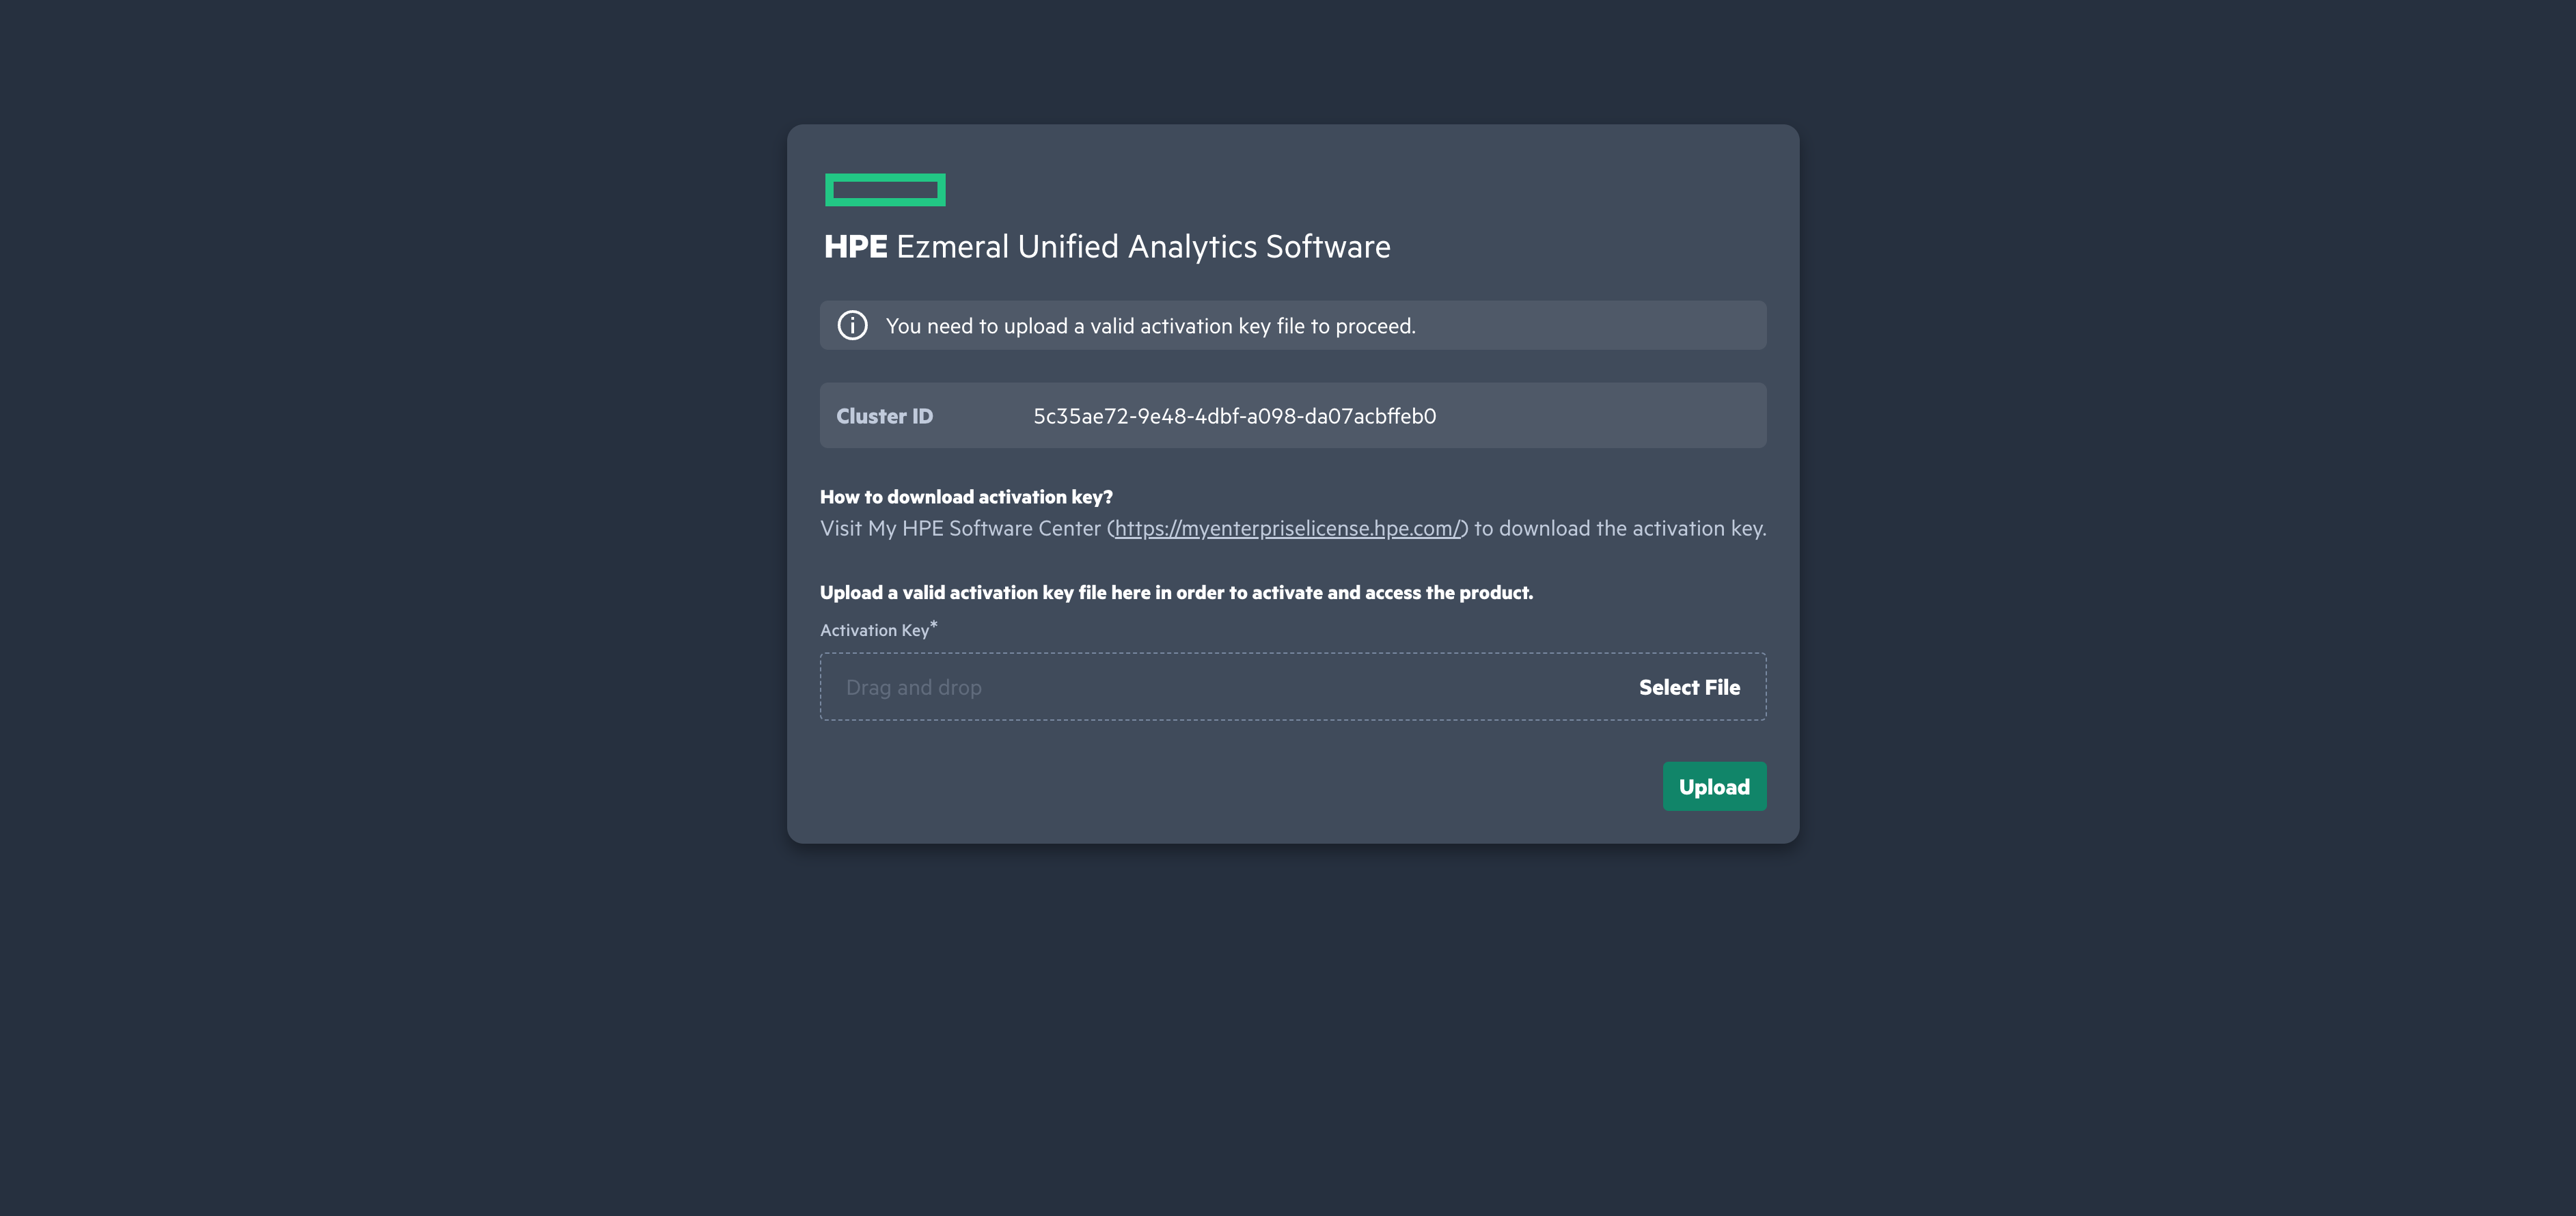 HPE Ezmeral Unified Analytics Software
You need to upload a valid activation key file to proceed.
Cluster ID 5c35ae72-9e48-4dbf-a098-da07acbffeb0
How to download activation key?
Visit My HPE Software Center (https://myenterpriselicense.hpe.com/) to download the activation key.
Upload a valid activation key file here in order to activate and access the product.
Activation Key*
Drag and drop Select File
Upload